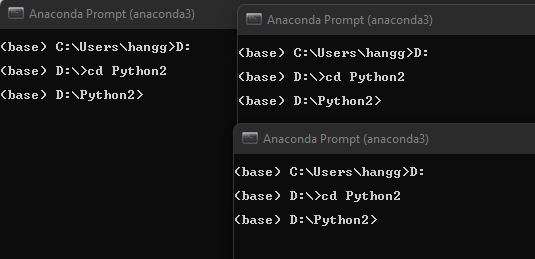 Anaconda Prompt (anaconda3)
(base) C:\Users\hangg>D:
(base) D:\>cd Python2
(base) D:\Python2>
Anaconda Prompt (anaconda3)
(base) C:\Users\hangg>D:
(base) D:\>cd Python2
(base) D:\Python2>
Anaconda Prompt (anaconda3)
(base) C:\Users\hangg>D:
(base) D:\>cd Python2
(base) D:\Python2>